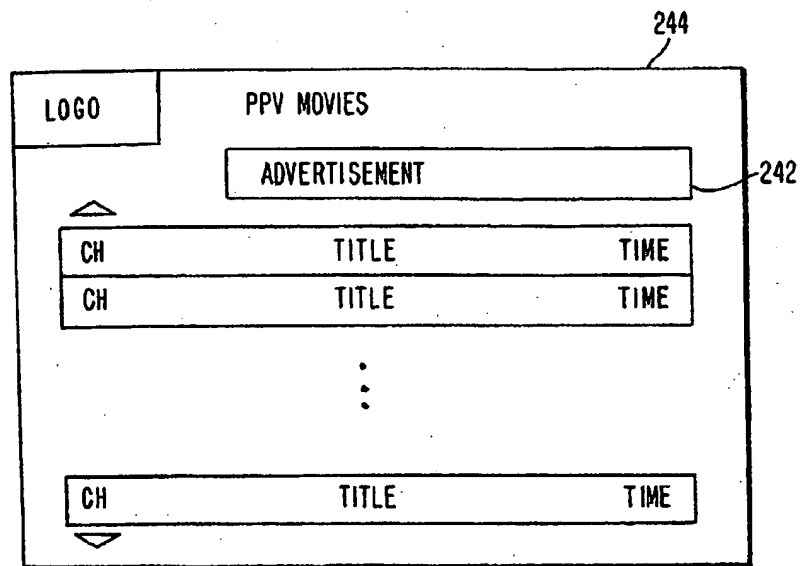 244
LOGO PPV MOVIES
ADVERTISEMENT 242
CH TITLE TIME
CH TITLE TIME
CH TITLE TIME